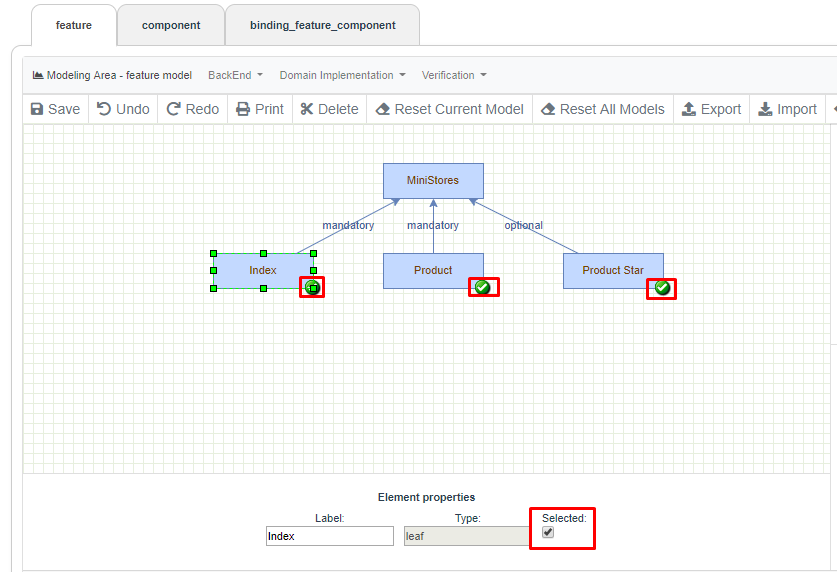 feature component binding_feature_component
Modeling Area - feature model BackEnd Domain Implementation Verification
Save Undo Redo Print Delete Reset Current Model Reset All Models Export Import
MiniStores
mandatory mandatory optional
Index Product Product Star
Element properties
Label: Type: Selected:
Index leaf